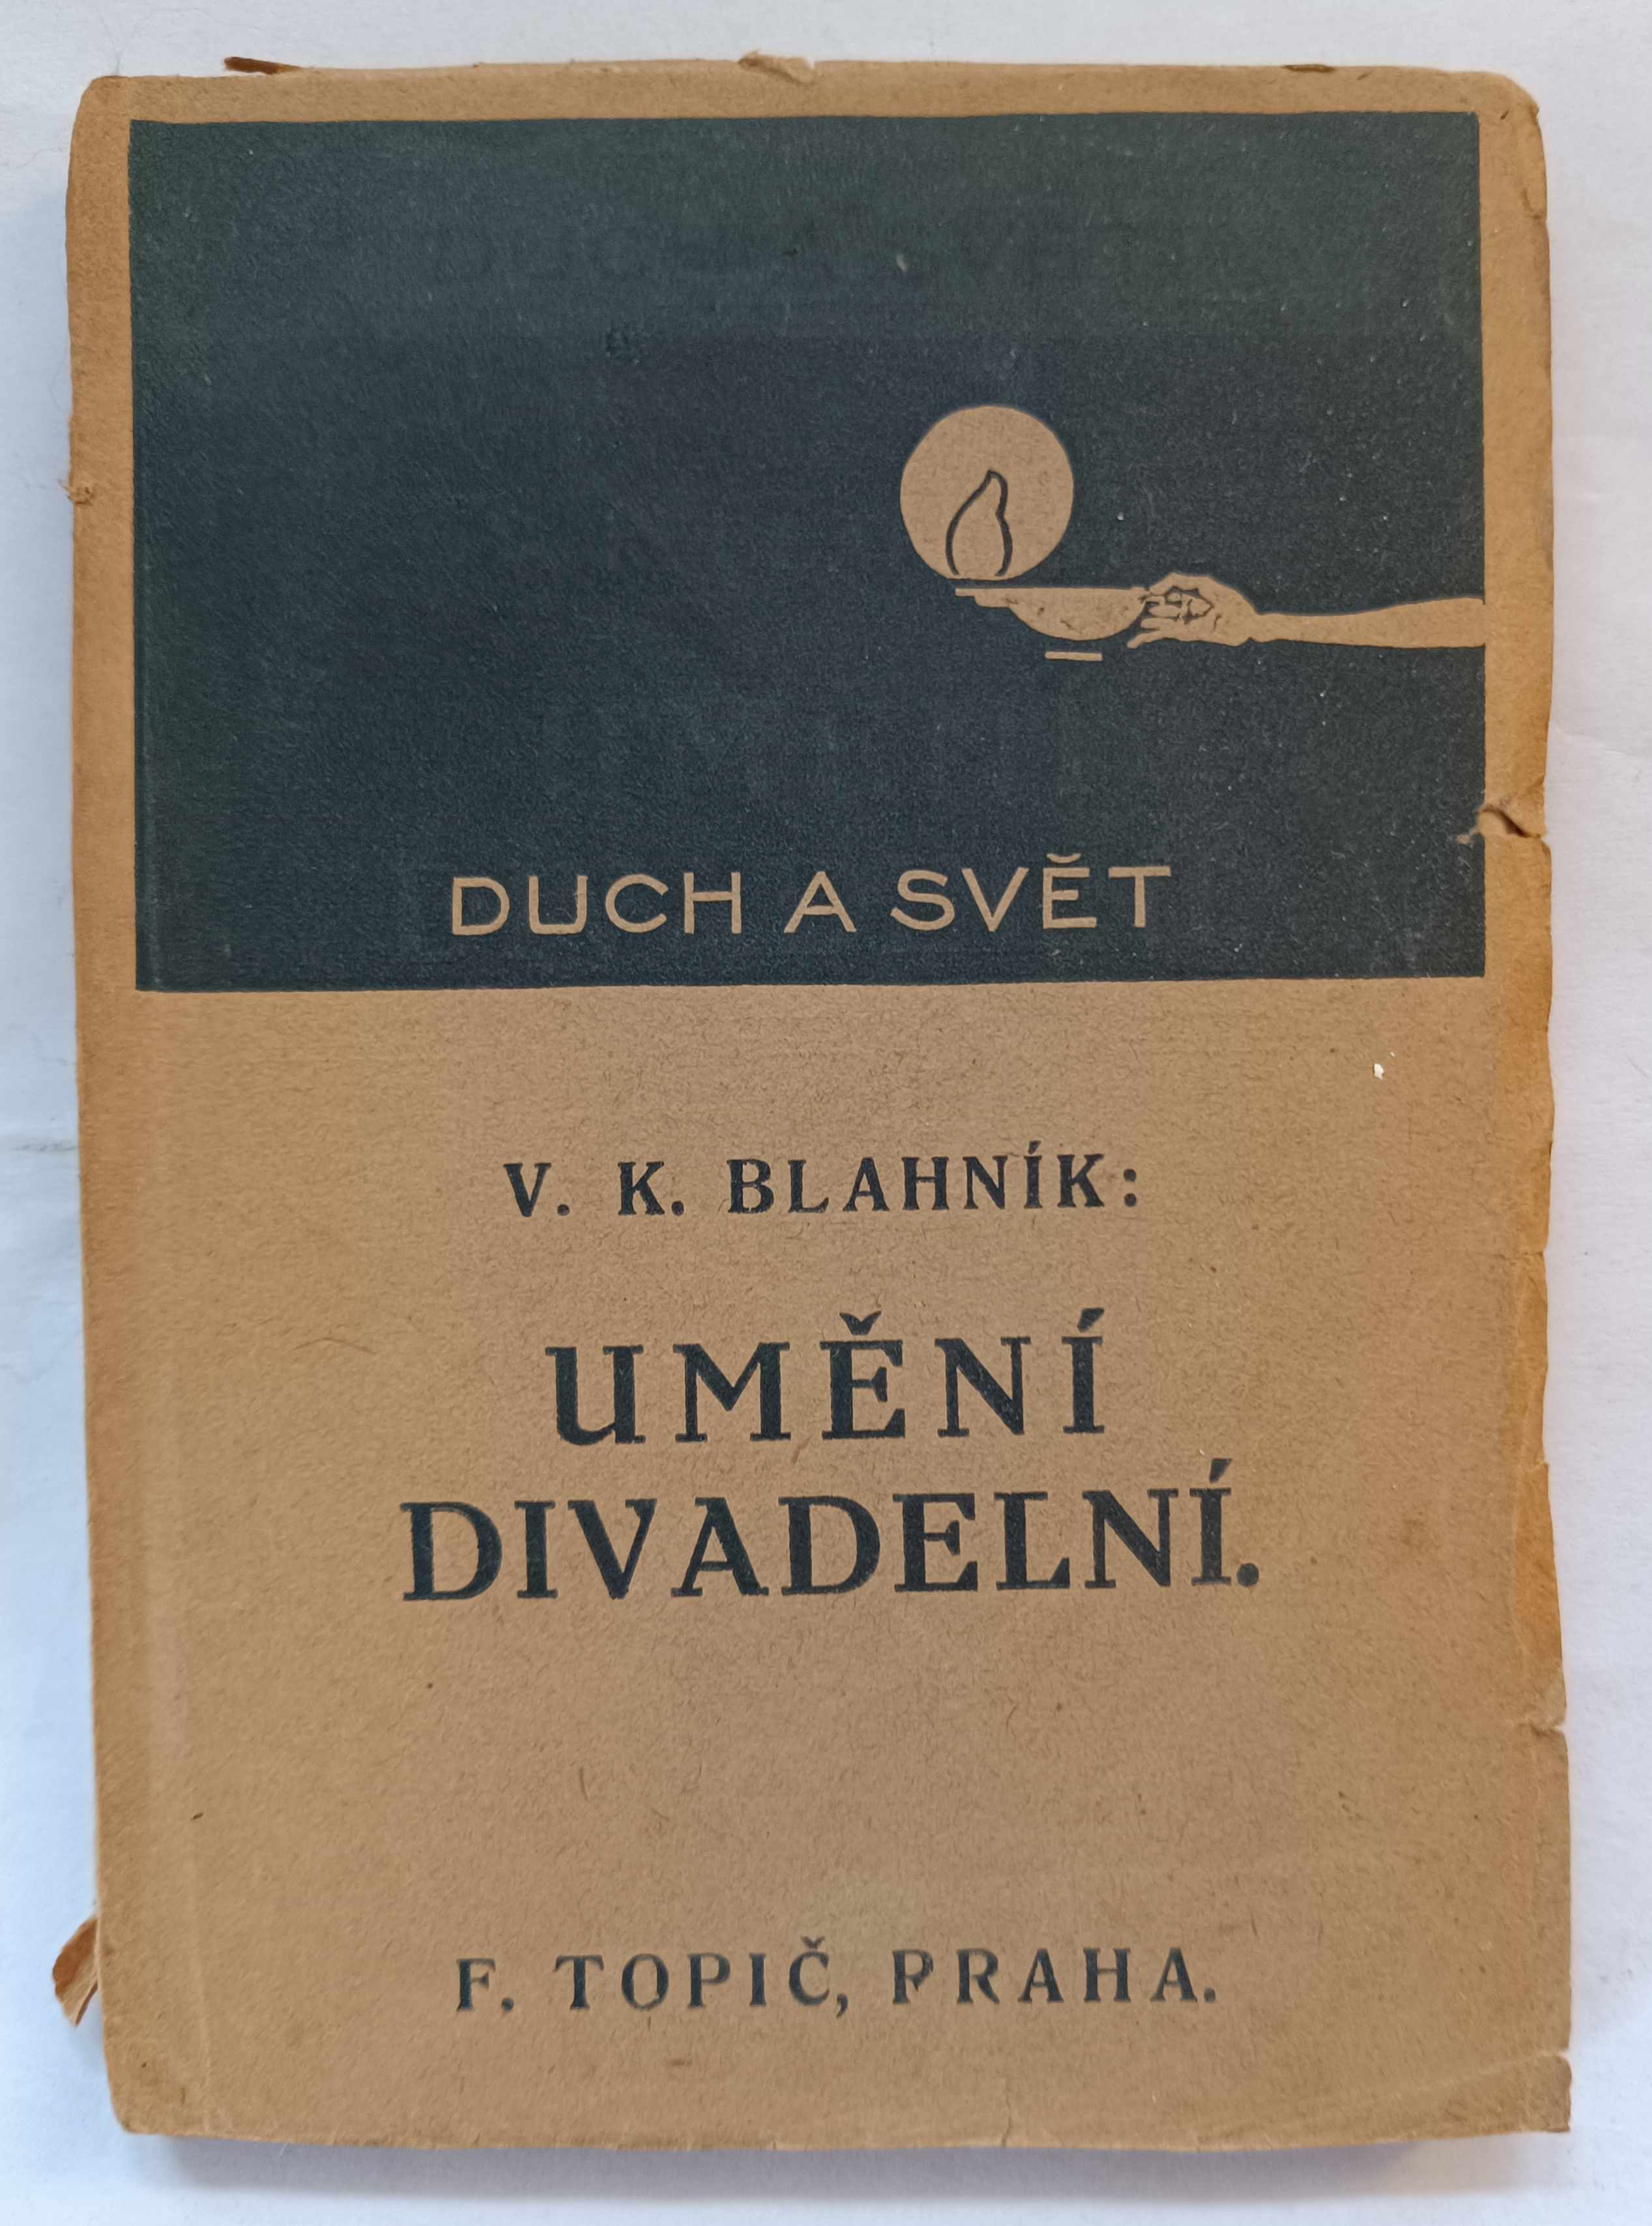 DUCH A SVĚT
V. K. BLAHNÍK:
UMĚNÍ
DIVADELNÍ.
F. TOPIČ, PRAHA.